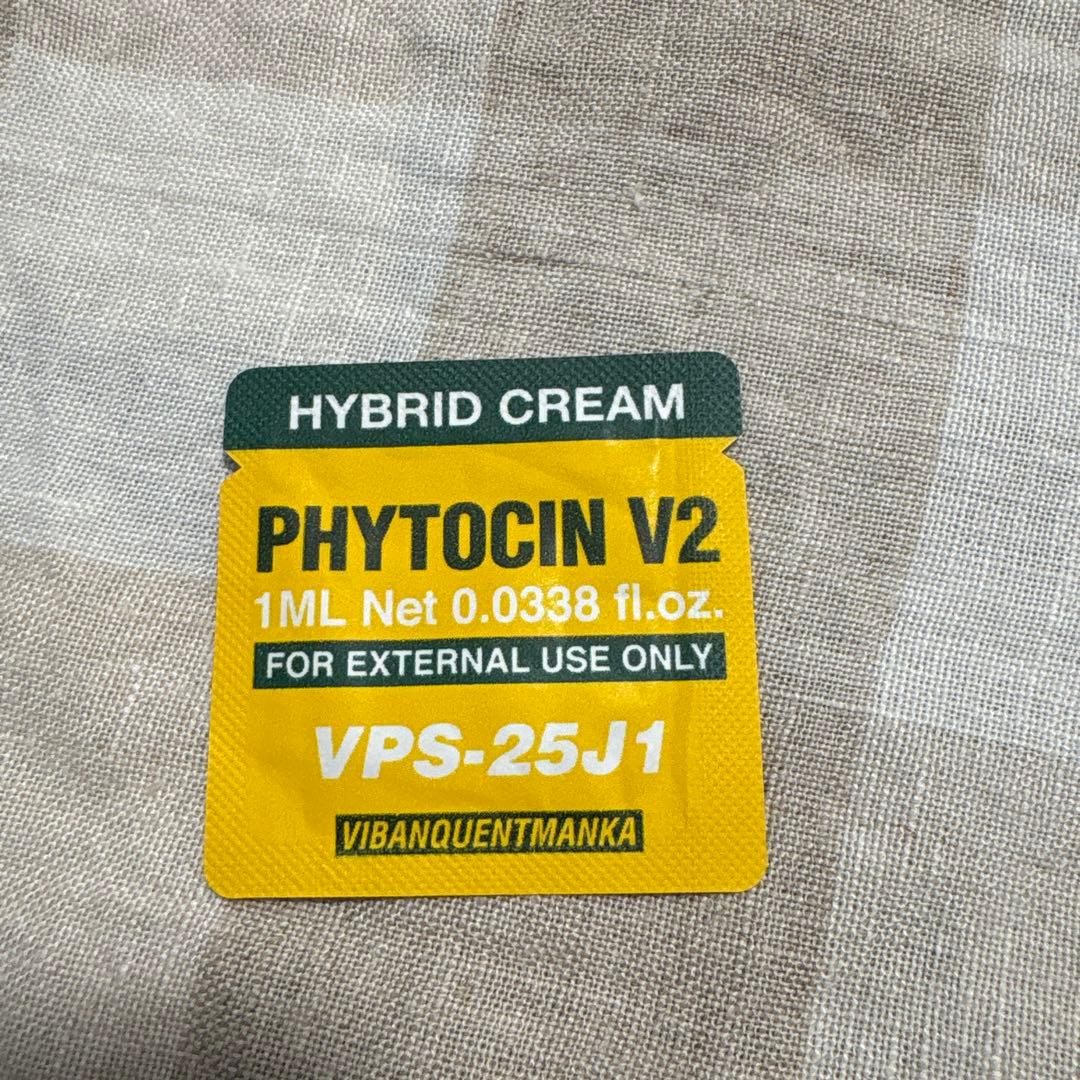 HYBRID CREAM
PHYTOCIN V2
1ML Net 0.0338 fl.oz.
FOR EXTERNAL USE ONLY
VPS-25J1
VIBANQUENTMANKA